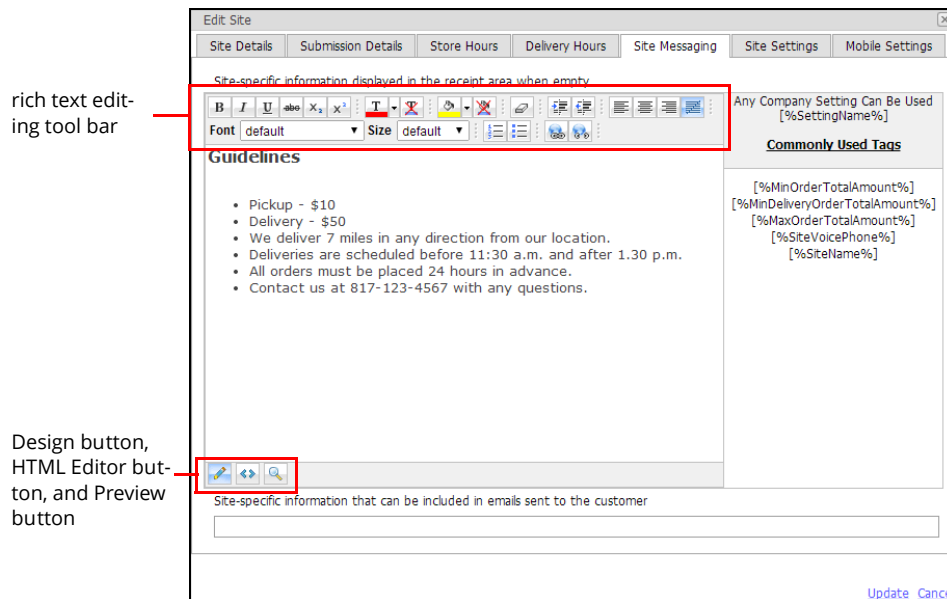 Edit Site
Site Details Submission Details Store Hours Delivery Hours Site Messaging Site Settings Mobile Settings
Site-specific information displayed in the receipt area when empty
rich text edit-
ing tool bar
B I U abc X₂ X² T T
Font default Size default
Guidelines
• Pickup - $10
• Delivery - $50
• We deliver 7 miles in any direction from our location.
• Deliveries are scheduled before 11:30 a.m. and after 1.30 p.m.
• All orders must be placed 24 hours in advance.
• Contact us at 817-123-4567 with any questions.
Any Company Setting Can Be Used
[%SettingName%]
Commonly Used Tags
[%MinOrderTotalAmount%]
[%MinDeliveryOrderTotalAmount%]
[%MaxOrderTotalAmount%]
[%SiteVoicePhone%]
[%SiteName%]
Design button,
HTML Editor but-
ton, and Preview
button
Site-specific information that can be included in emails sent to the customer
Update Canc